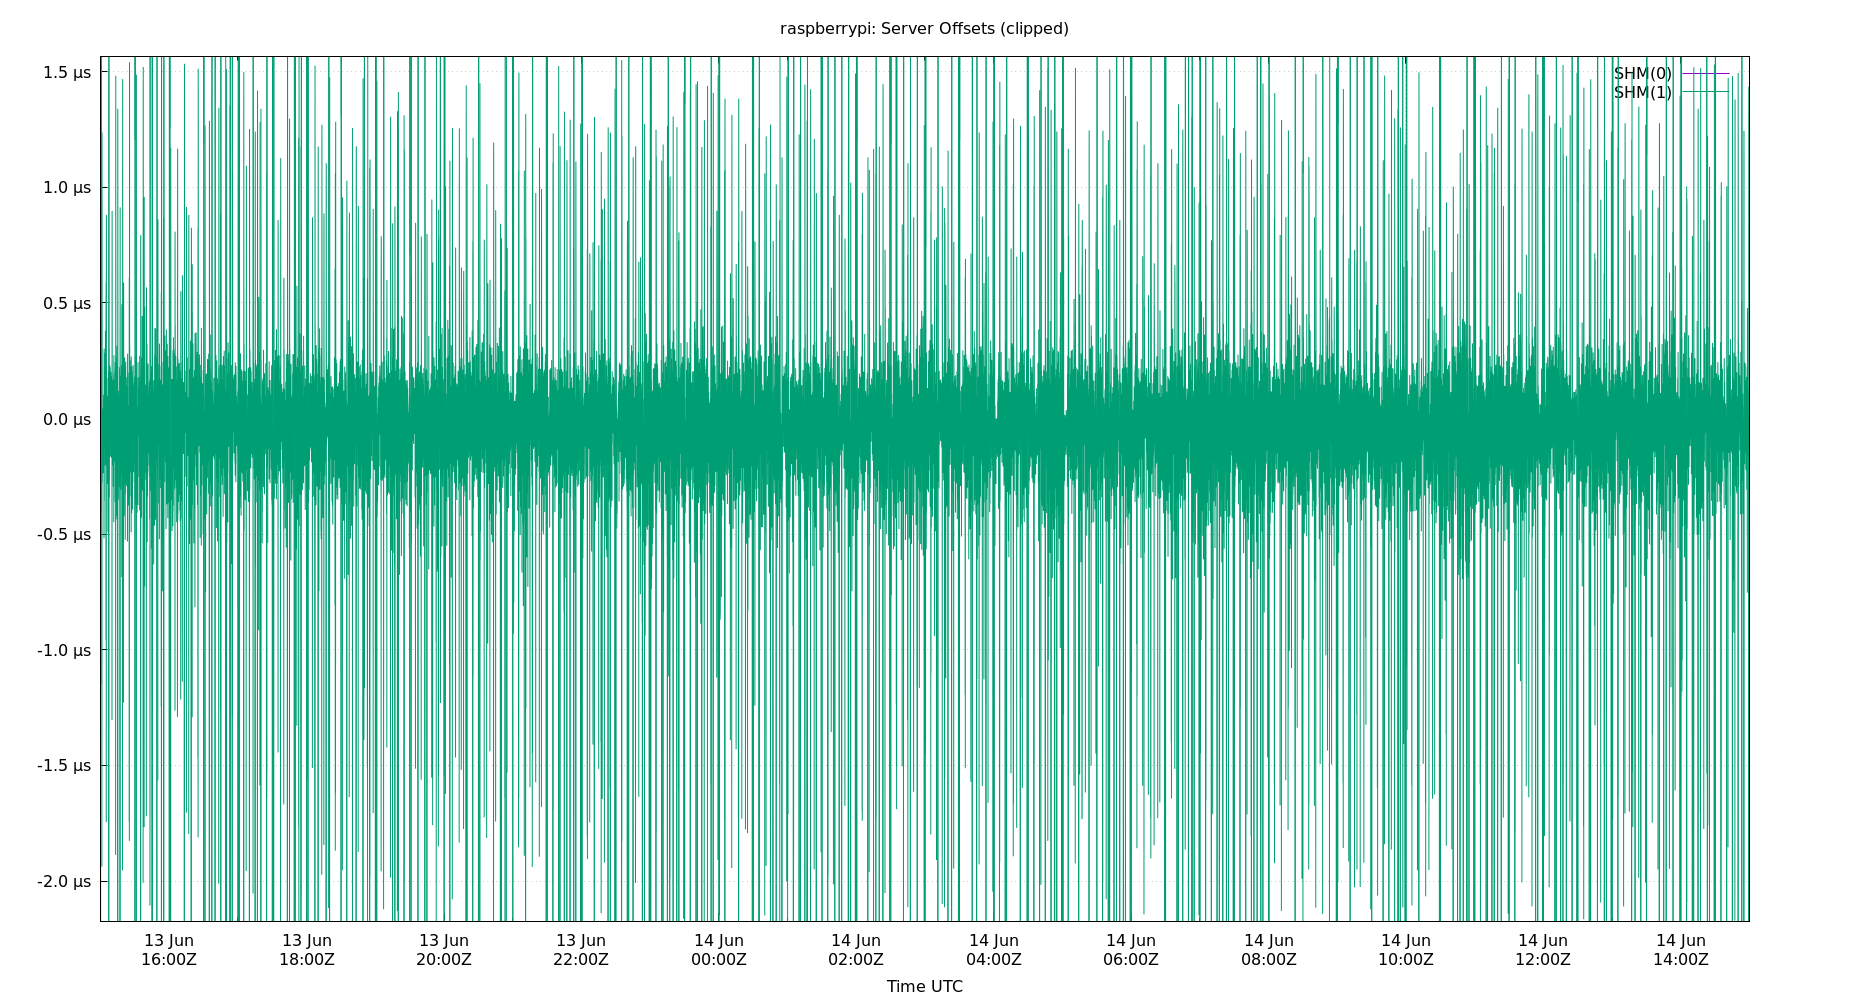 raspberrypi: Server Offsets (clipped)
1.5 µs
1.0 µs
0.5 µs
0.0 µs
-0.5 µs
-1.0 µs
-1.5 µs
-2.0 µs
SHM(0)
SHM(1)
13 Jun 13 Jun 13 Jun 13 Jun 14 Jun 14 Jun 14 Jun 14 Jun 14 Jun 14 Jun 14 Jun 14 Jun
16:00Z 18:00Z 20:00Z 22:00Z 00:00Z 02:00Z 04:00Z 06:00Z 08:00Z 10:00Z 12:00Z 14:00Z
Time UTC